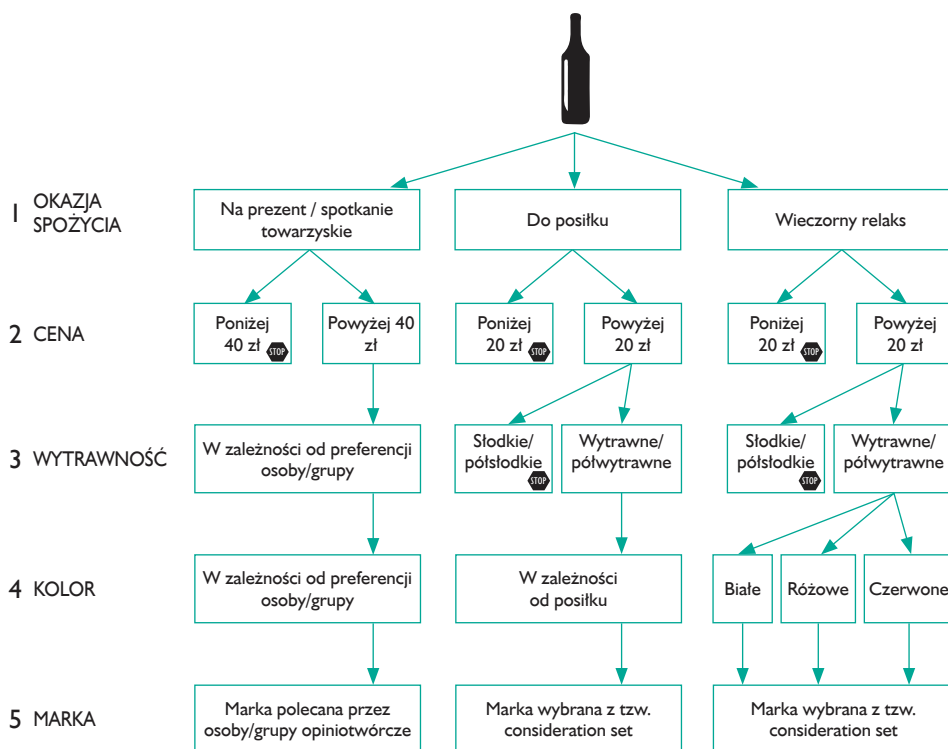 1 OKAZJA
SPOŻYCIA
Na prezent / spotkanie
towarzyskie
Do posiłku
Wieczorny relaks
2 CENA
Poniżej
40 zł STOP
Powyżej 40
zł
Poniżej
20 zł STOP
Powyżej
20 zł
Poniżej
20 zł STOP
Powyżej
20 zł
3 WYTRAWNOŚĆ
W zależności od preferencji
osoby/grupy
Słodkie/
półsłodkie
STOP
Wytrawne/
półwytrawne
Słodkie/
półsłodkie
STOP
Wytrawne/
półwytrawne
4 KOLOR
W zależności od preferencji
osoby/grupy
W zależności
od posiłku
Białe
Różowe
Czerwone
5 MARKA
Marka polecana przez
osoby/grupy opiniotwórcze
Marka wybrana z tzw.
consideration set
Marka wybrana z tzw.
consideration set